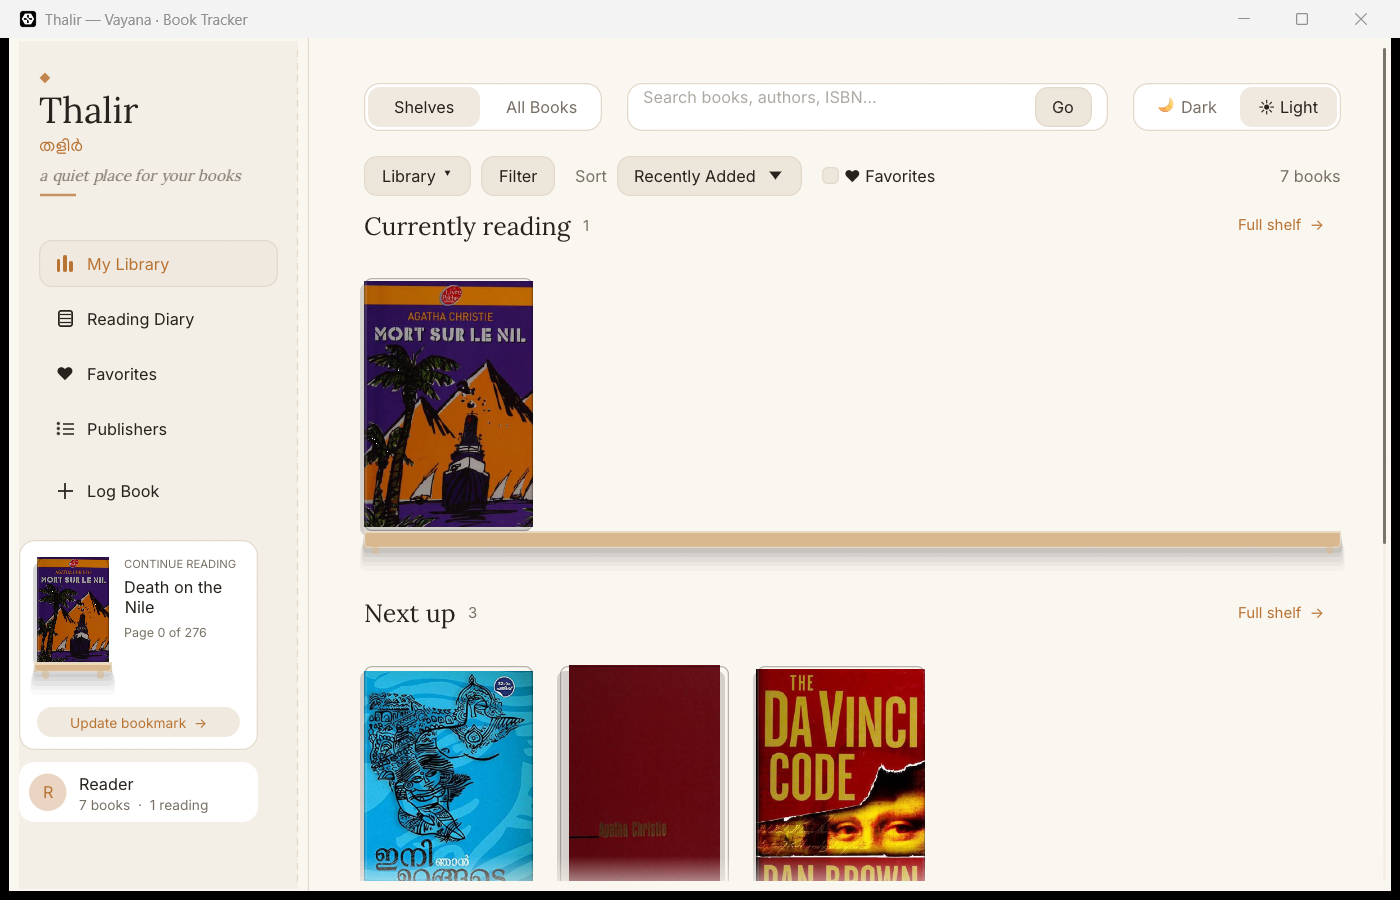 Thalir — Vayana · Book Tracker
Thalir
തളിർ
a quiet place for your books
My Library
Reading Diary
Favorites
Publishers
Log Book
CONTINUE READING
Death on the
Nile
Page 0 of 276
Update bookmark →
R
Reader
7 books · 1 reading
Shelves
All Books
Search books, authors, ISBN...
Go
Dark
Light
Library
Filter
Sort
Recently Added
Favorites
7 books
Currently reading 1
Full shelf →
AGATHA CHRISTIE
MORT SUR LE NIL
Next up 3
Full shelf →
ഇനി ഞാൻ
ഉറങ്ങട്ടെ
Agatha Christie
THE
DA VINCI
CODE
DAN BROWN